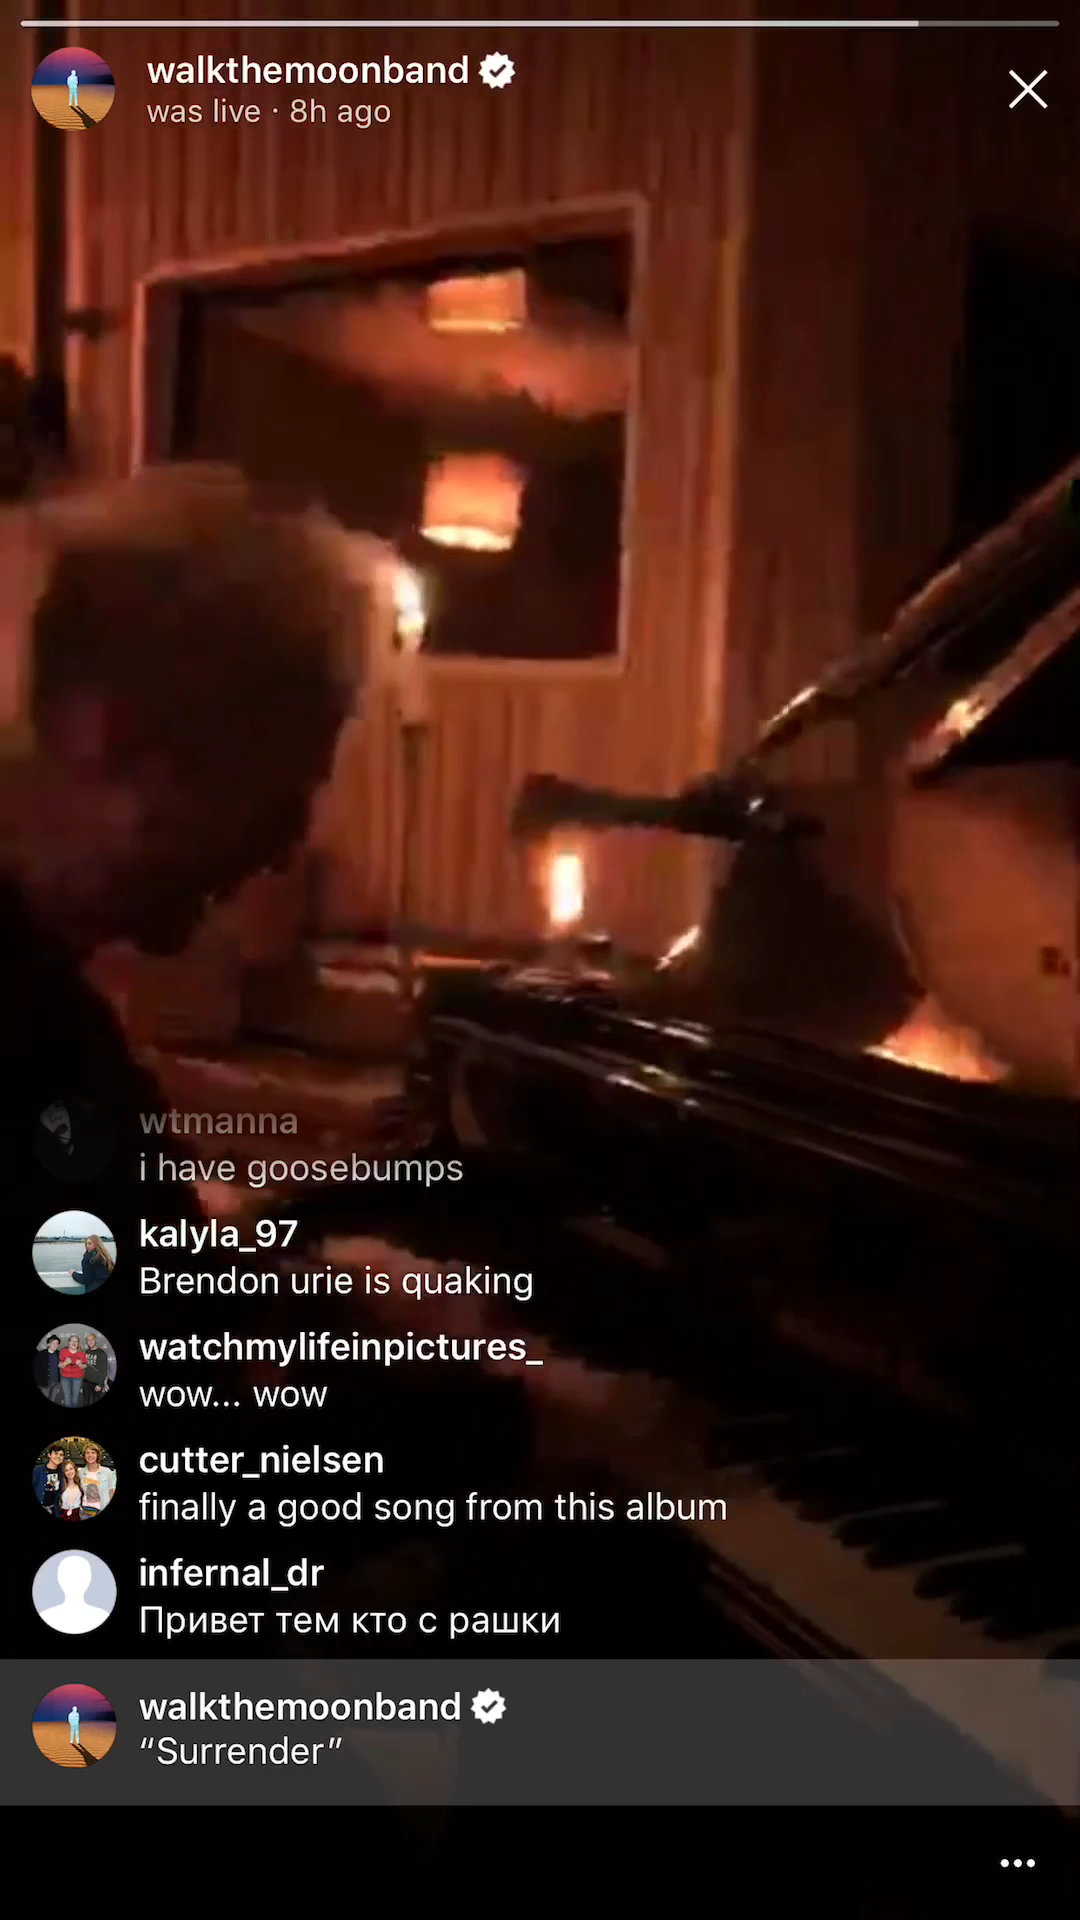 walkthemoonband
was live · 8h ago
wtmanna
i have goosebumps
kalyla_97
Brendon urie is quaking
watchmylifeinpictures_
wow... wow
cutter_nielsen
finally a good song from this album
infernal_dr
Привет тем кто с рашки
walkthemoonband
“Surrender”